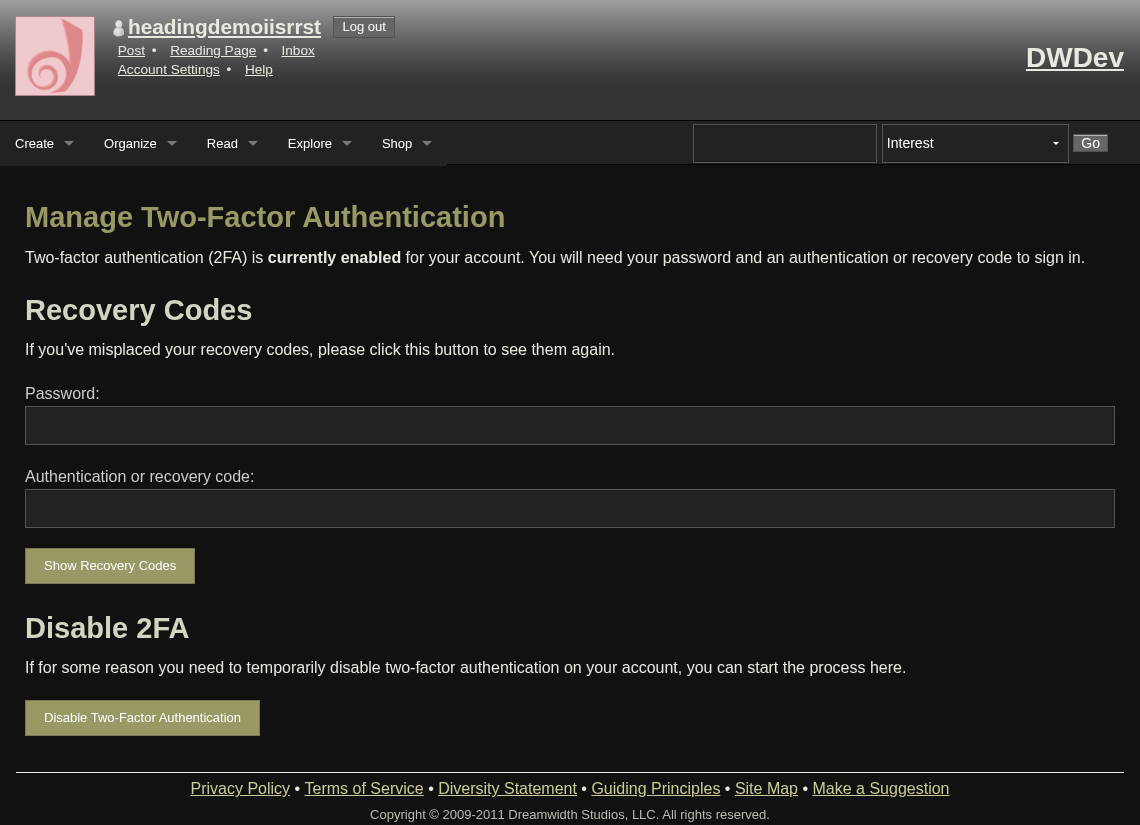 headingdemoiisrrst Log out
Post • Reading Page • Inbox
Account Settings • Help
DWDev
Create Organize Read Explore Shop Interest Go
Manage Two-Factor Authentication
Two-factor authentication (2FA) is currently enabled for your account. You will need your password and an authentication or recovery code to sign in.
Recovery Codes
If you've misplaced your recovery codes, please click this button to see them again.
Password:
Authentication or recovery code:
Show Recovery Codes
Disable 2FA
If for some reason you need to temporarily disable two-factor authentication on your account, you can start the process here.
Disable Two-Factor Authentication
Privacy Policy • Terms of Service • Diversity Statement • Guiding Principles • Site Map • Make a Suggestion
Copyright © 2009-2011 Dreamwidth Studios, LLC. All rights reserved.